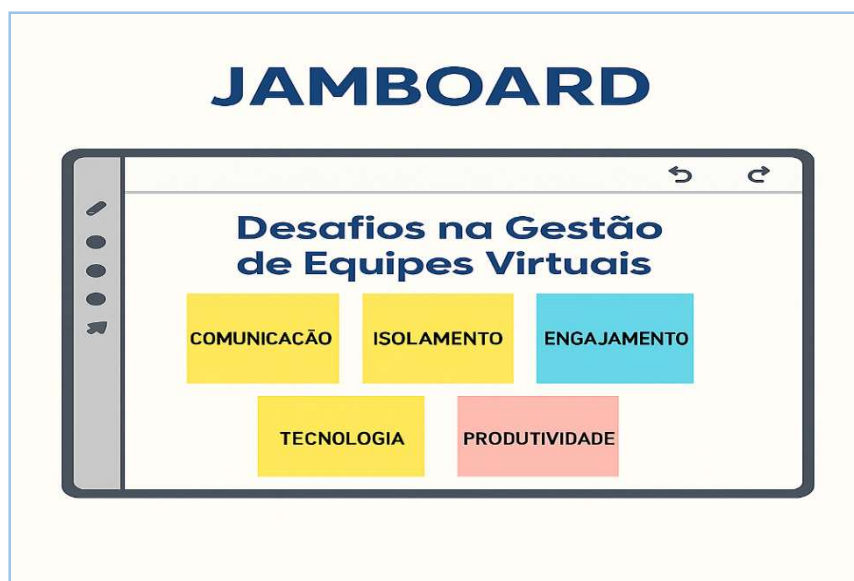 JAMBOARD
Desafios na Gestão
de Equipes Virtuais
COMUNICACÃO
ISOLAMENTO
ENGAJAMENTO
TECNOLOGIA
PRODUTIVIDADE